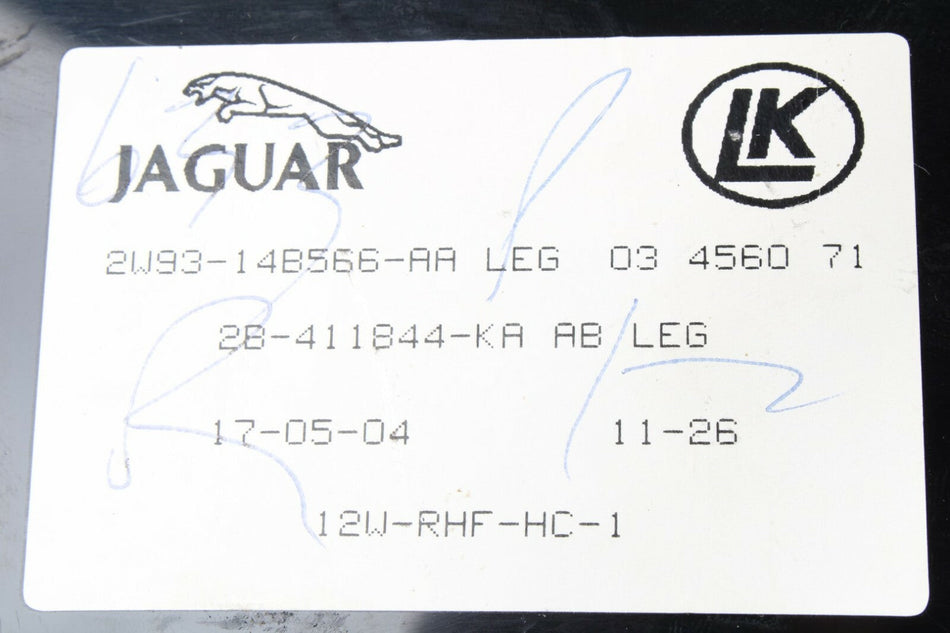 JAGUAR
LK
2W93-14B566-AA LEG 03 4560 71
2B-411844-KA AB LEG
17-05-04 11-26
12W-RHF-HC-1